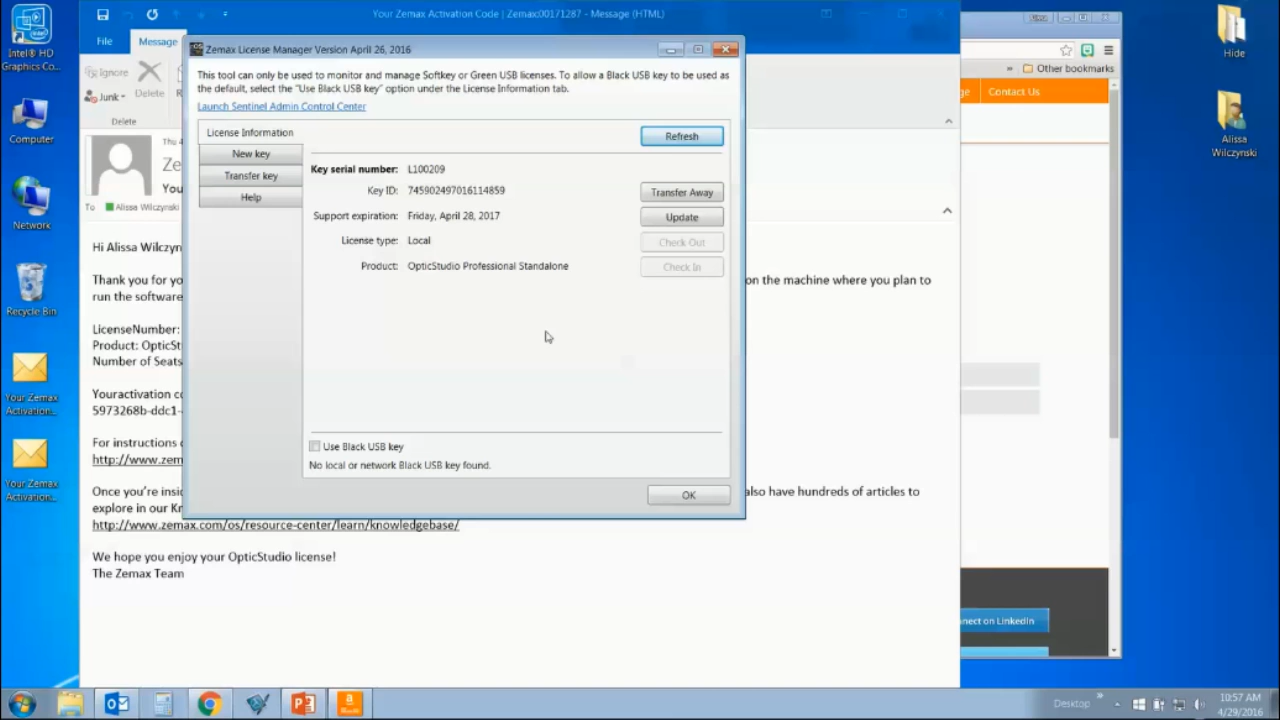 Your Zemax Activation Code | Zemax:00171287 - Message (HTML)
File
Message
Ignore
Junk
Delete
Delete
Intel® HD
Graphics Co...
Computer
Network
Recycle Bin
Your Zemax
Activation...
Your Zemax
Activation...
Hide
Alissa
Wilczynski
Other bookmarks
Contact Us
Zemax License Manager Version April 26, 2016
This tool can only be used to monitor and manage Softkey or Green USB licenses. To allow a Black USB key to be used as
the default, select the "Use Black USB key" option under the License Information tab.
Launch Sentinel Admin Control Center
License Information
New key
Transfer key
Help
Refresh
Key serial number: L100209
Key ID: 745902497016114859
Transfer Away
Support expiration: Friday, April 28, 2017
Update
License type: Local
Check Out
Product: OpticStudio Professional Standalone
Check In
Use Black USB key
No local or network Black USB key found.
OK
Thu
Ze
You
To Alissa Wilczynski
Hi Alissa Wilczyn
Thank you for yo
on the machine where you plan to
run the software
LicenseNumber:
Product: OpticSt
Number of Seats
Youractivation co
5973268b-ddc1-
For instructions
http://www.zem
Once you're insi
also have hundreds of articles to
explore in our Kn
http://www.zemax.com/os/resource-center/learn/knowledgebase/
We hope you enjoy your OpticStudio license!
The Zemax Team
nnect on LinkedIn
Desktop
10:57 AM
4/29/2016